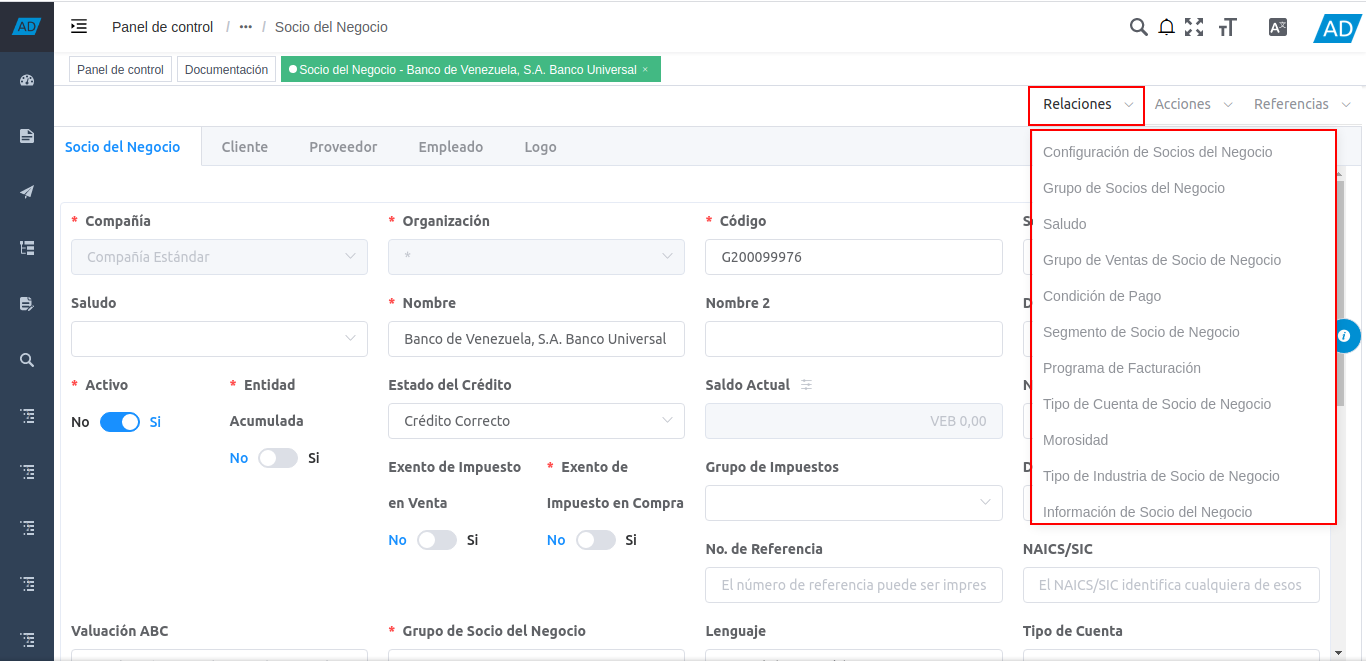 AD
Panel de control / ··· / Socio del Negocio
AD
Panel de control
Documentación
Socio del Negocio - Banco de Venezuela, S.A. Banco Universal ×
Relaciones
Acciones
Referencias
Socio del Negocio
Cliente
Proveedor
Empleado
Logo
Configuración de Socios del Negocio
Grupo de Socios del Negocio
Saludo
Grupo de Ventas de Socio de Negocio
Condición de Pago
Segmento de Socio de Negocio
Programa de Facturación
Tipo de Cuenta de Socio de Negocio
Morosidad
Tipo de Industria de Socio de Negocio
Información de Socio del Negocio
* Compañía
Compañía Estándar
* Organización
*
* Código
G200099976
Saludo
* Nombre
Banco de Venezuela, S.A. Banco Universal
Nombre 2
* Activo
No Si
* Entidad
Acumulada
No Si
Estado del Crédito
Crédito Correcto
Saldo Actual
VEB 0,00
Exento de Impuesto
en Venta
No Si
* Exento de
Impuesto en Compra
No Si
Grupo de Impuestos
No. de Referencia
El número de referencia puede ser impres
NAICS/SIC
El NAICS/SIC identifica cualquiera de esos
Valuación ABC
* Grupo de Socio del Negocio
Lenguaje
Tipo de Cuenta